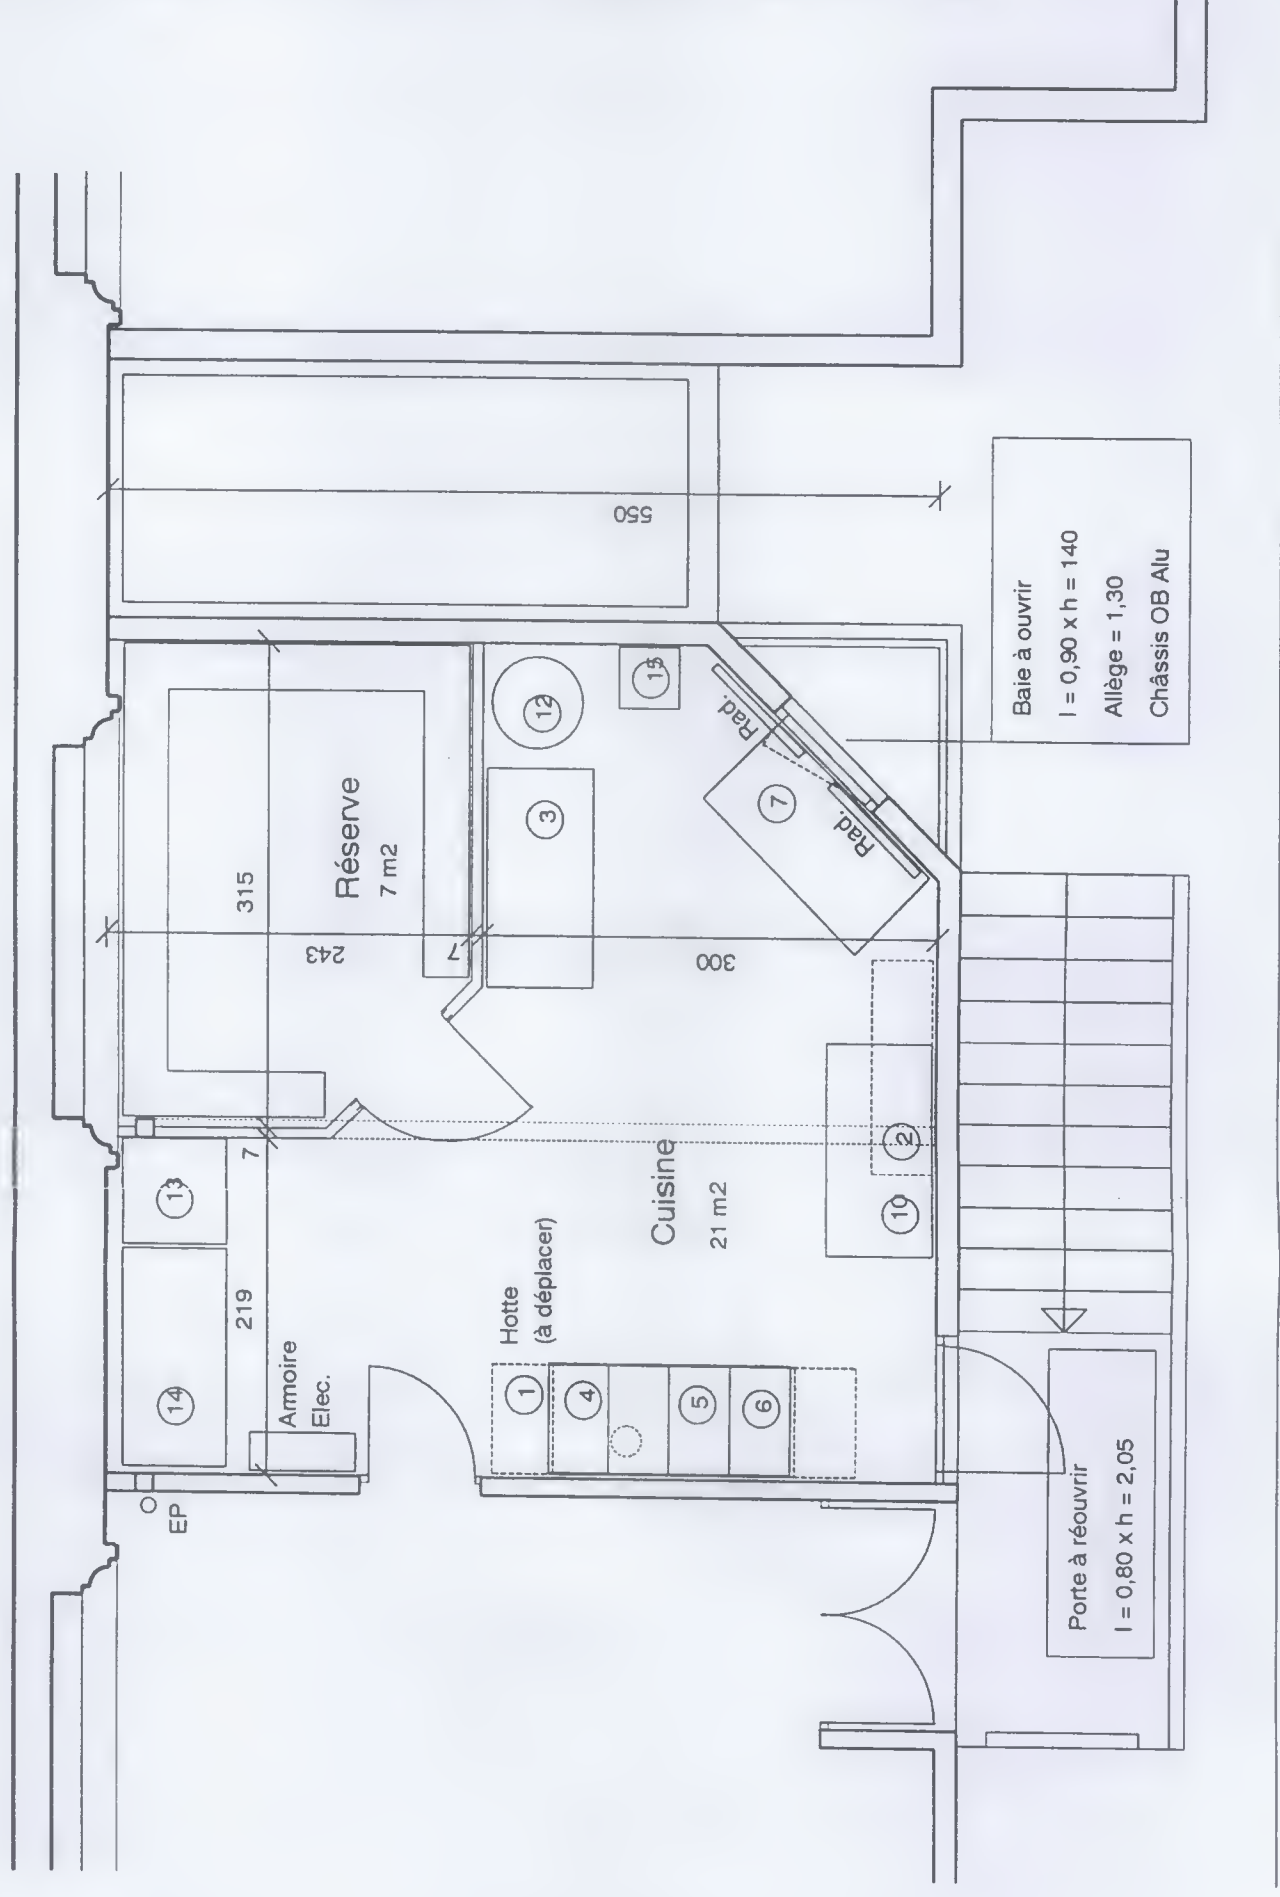 550
315
Réserve
7 m2
243
7
300
12
15
3
Rad.
7
Rad.
Baie à ouvrir
l = 0,90 x h = 140
Allège = 1,30
Châssis OB Alu
13
7
14
219
Armoire
Elec.
Hotte
(à déplacer)
Cuisine
21 m2
2
10
1
4
5
6
EP
Porte à réouvrir
l = 0,80 x h = 2,05